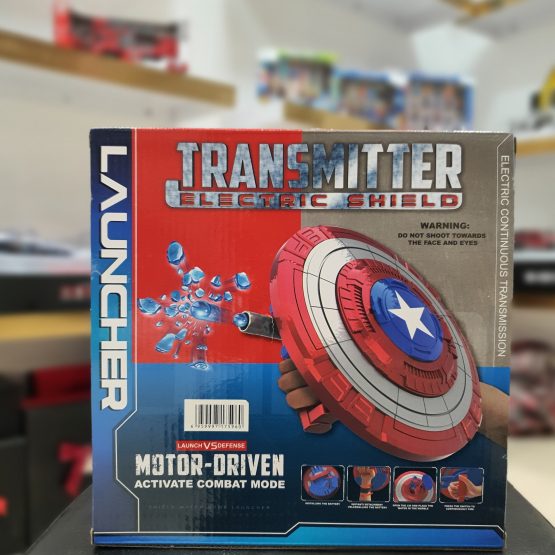 LAUNCHER
TRANSMITTER
ELECTRIC SHIELD
WARNING:
DO NOT SHOOT TOWARDS
THE FACE AND EYES
ELECTRIC CONTINUOUS TRANSMISSION
LAUNCH VS DEFENSE
MOTOR-DRIVEN
ACTIVATE COMBAT MODE